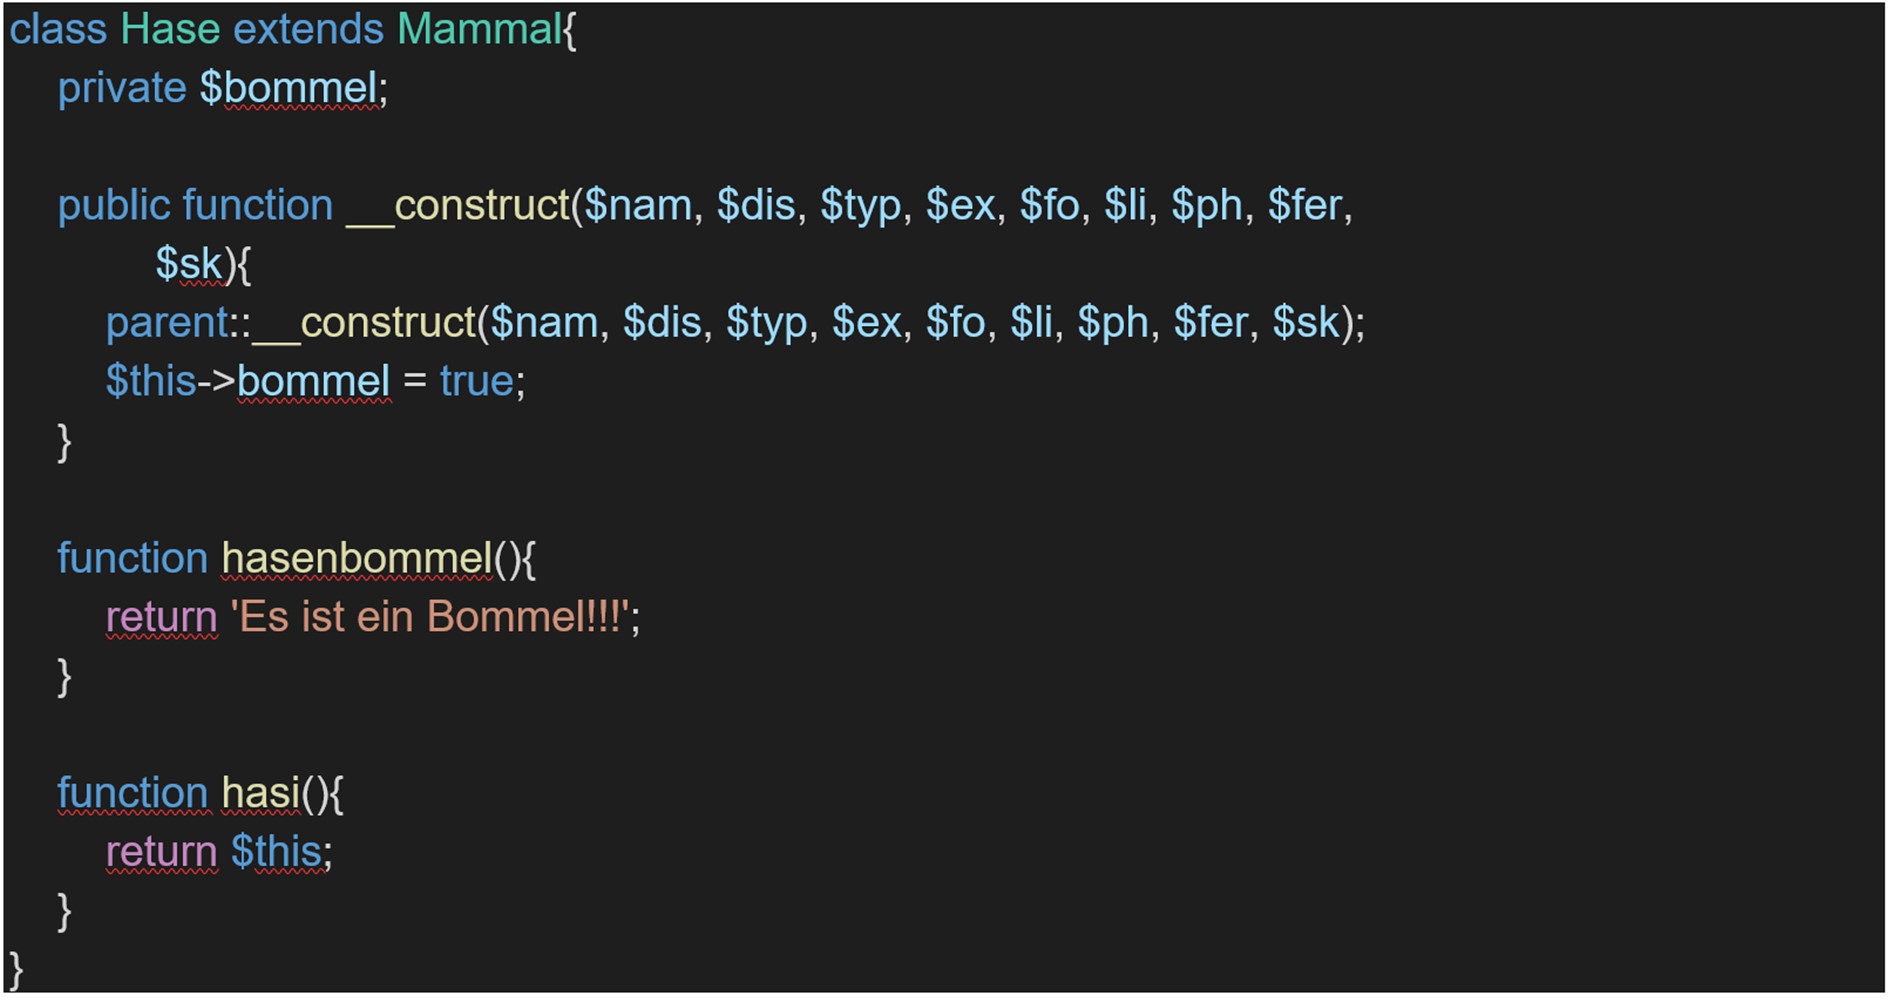 class Hase extends Mammal{
private $bommel;
public function __construct($nam, $dis, $typ, $ex, $fo, $li, $ph, $fer,
$sk){
parent::__construct($nam, $dis, $typ, $ex, $fo, $li, $ph, $fer, $sk);
$this->bommel = true;
}
function hasenbommel(){
return 'Es ist ein Bommel!!!';
}
function hasi(){
return $this;
}
}